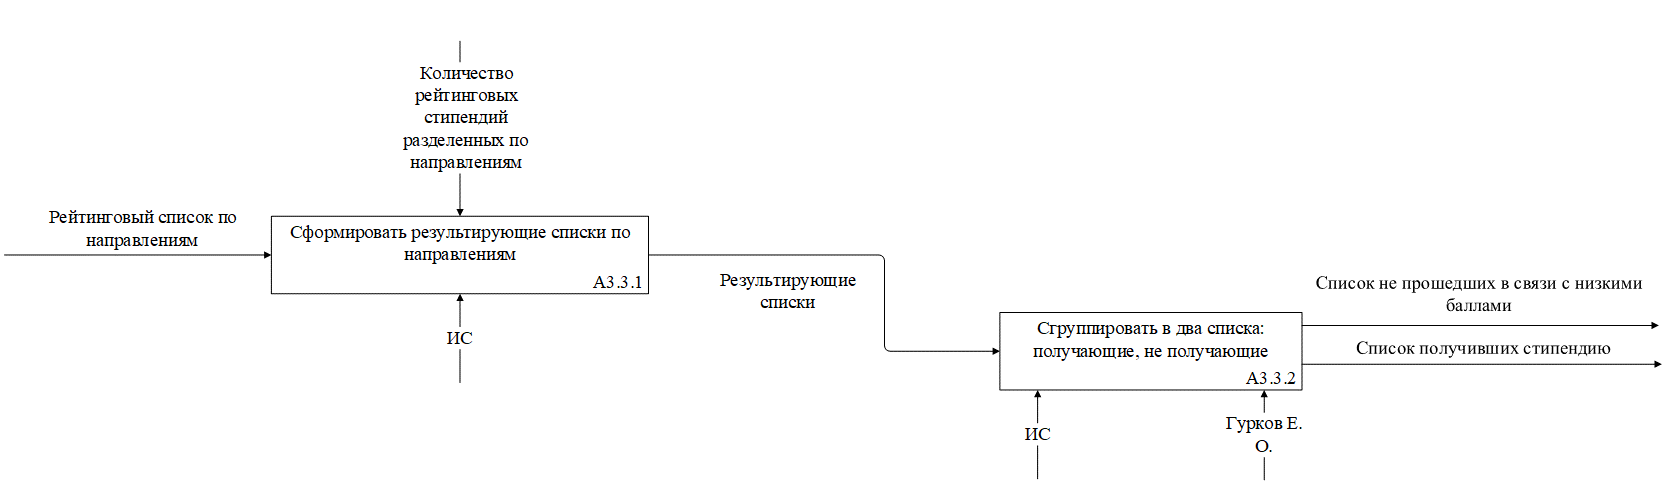 Количество
рейтинговых
стипендий
разделенных по
направлениям
Рейтинговый список по
направлениям
Сформировать результирующие списки по
направлениям
А3.3.1
ИС
Результирующие
списки
Сгруппировать в два списка:
получающие, не получающие
А3.3.2
Список не прошедших в связи с низкими
баллами
Список получивших стипендию
ИС
Гурков Е.
О.